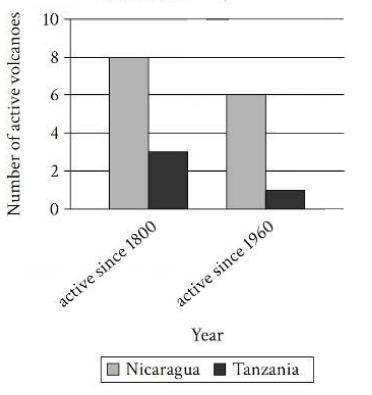 Number of active volcanoes
10
8
6
4
2
0
active since 1800
active since 1960
Year
Nicaragua Tanzania